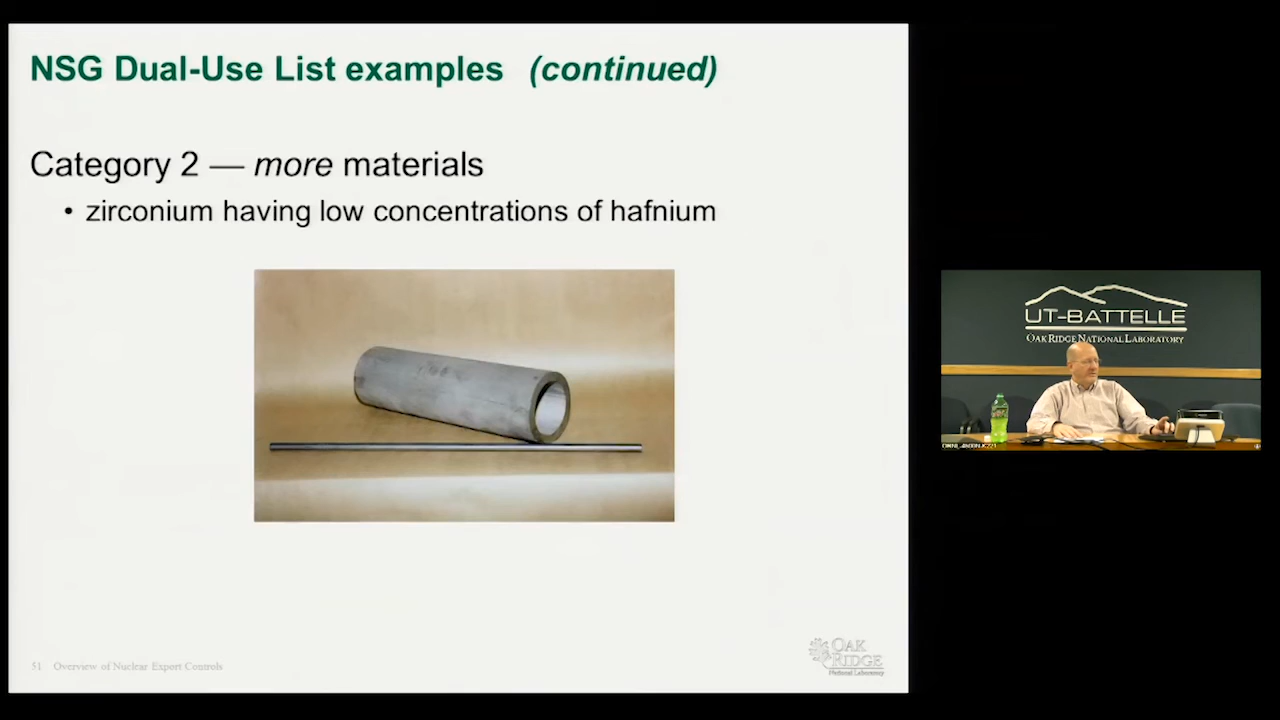 NSG Dual-Use List examples (continued)
Category 2 — more materials
• zirconium having low concentrations of hafnium
51 Overview of Nuclear Export Controls
OAK
RIDGE
National Laboratory
UT-BATTELLE
OAK RIDGE NATIONAL LABORATORY